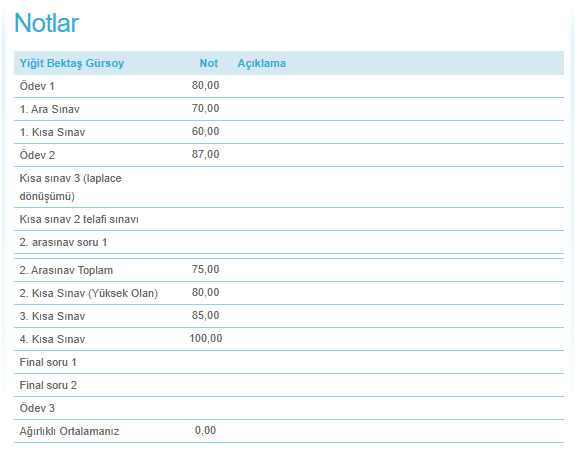 Notlar
Yiğit Bektaş Gürsoy Not Açıklama
Ödev 1 80,00
1. Ara Sınav 70,00
1. Kısa Sınav 60,00
Ödev 2 87,00
Kısa sınav 3 (laplace
dönüşümü)
Kısa sınav 2 telafi sınavı
2. arasınav soru 1
2. Arasınav Toplam 75,00
2. Kısa Sınav (Yüksek Olan) 80,00
3. Kısa Sınav 85,00
4. Kısa Sınav 100,00
Final soru 1
Final soru 2
Ödev 3
Ağırlıklı Ortalamanız 0,00